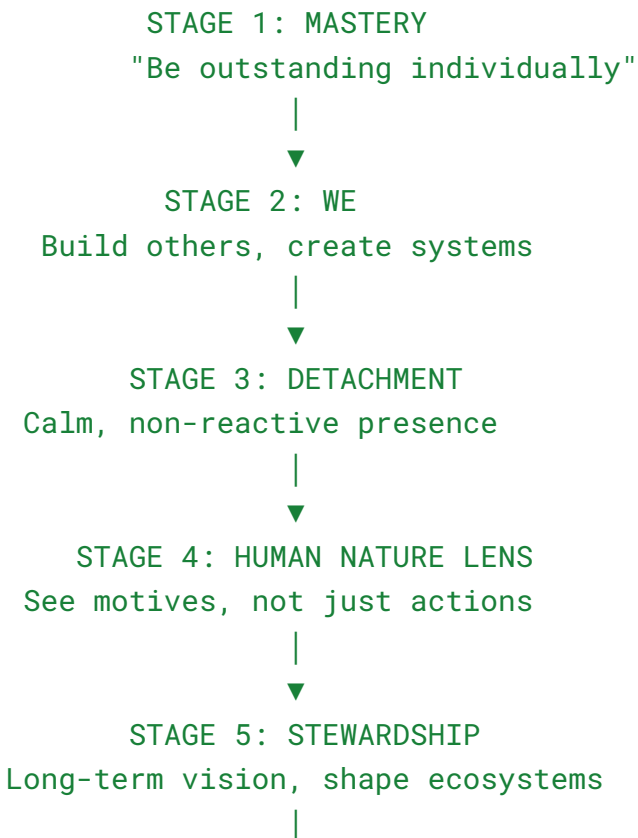 STAGE 1: MASTERY
"Be outstanding individually"
│
▼
STAGE 2: WE
Build others, create systems
│
▼
STAGE 3: DETACHMENT
Calm, non-reactive presence
│
▼
STAGE 4: HUMAN NATURE LENS
See motives, not just actions
│
▼
STAGE 5: STEWARDSHIP
Long-term vision, shape ecosystems
│